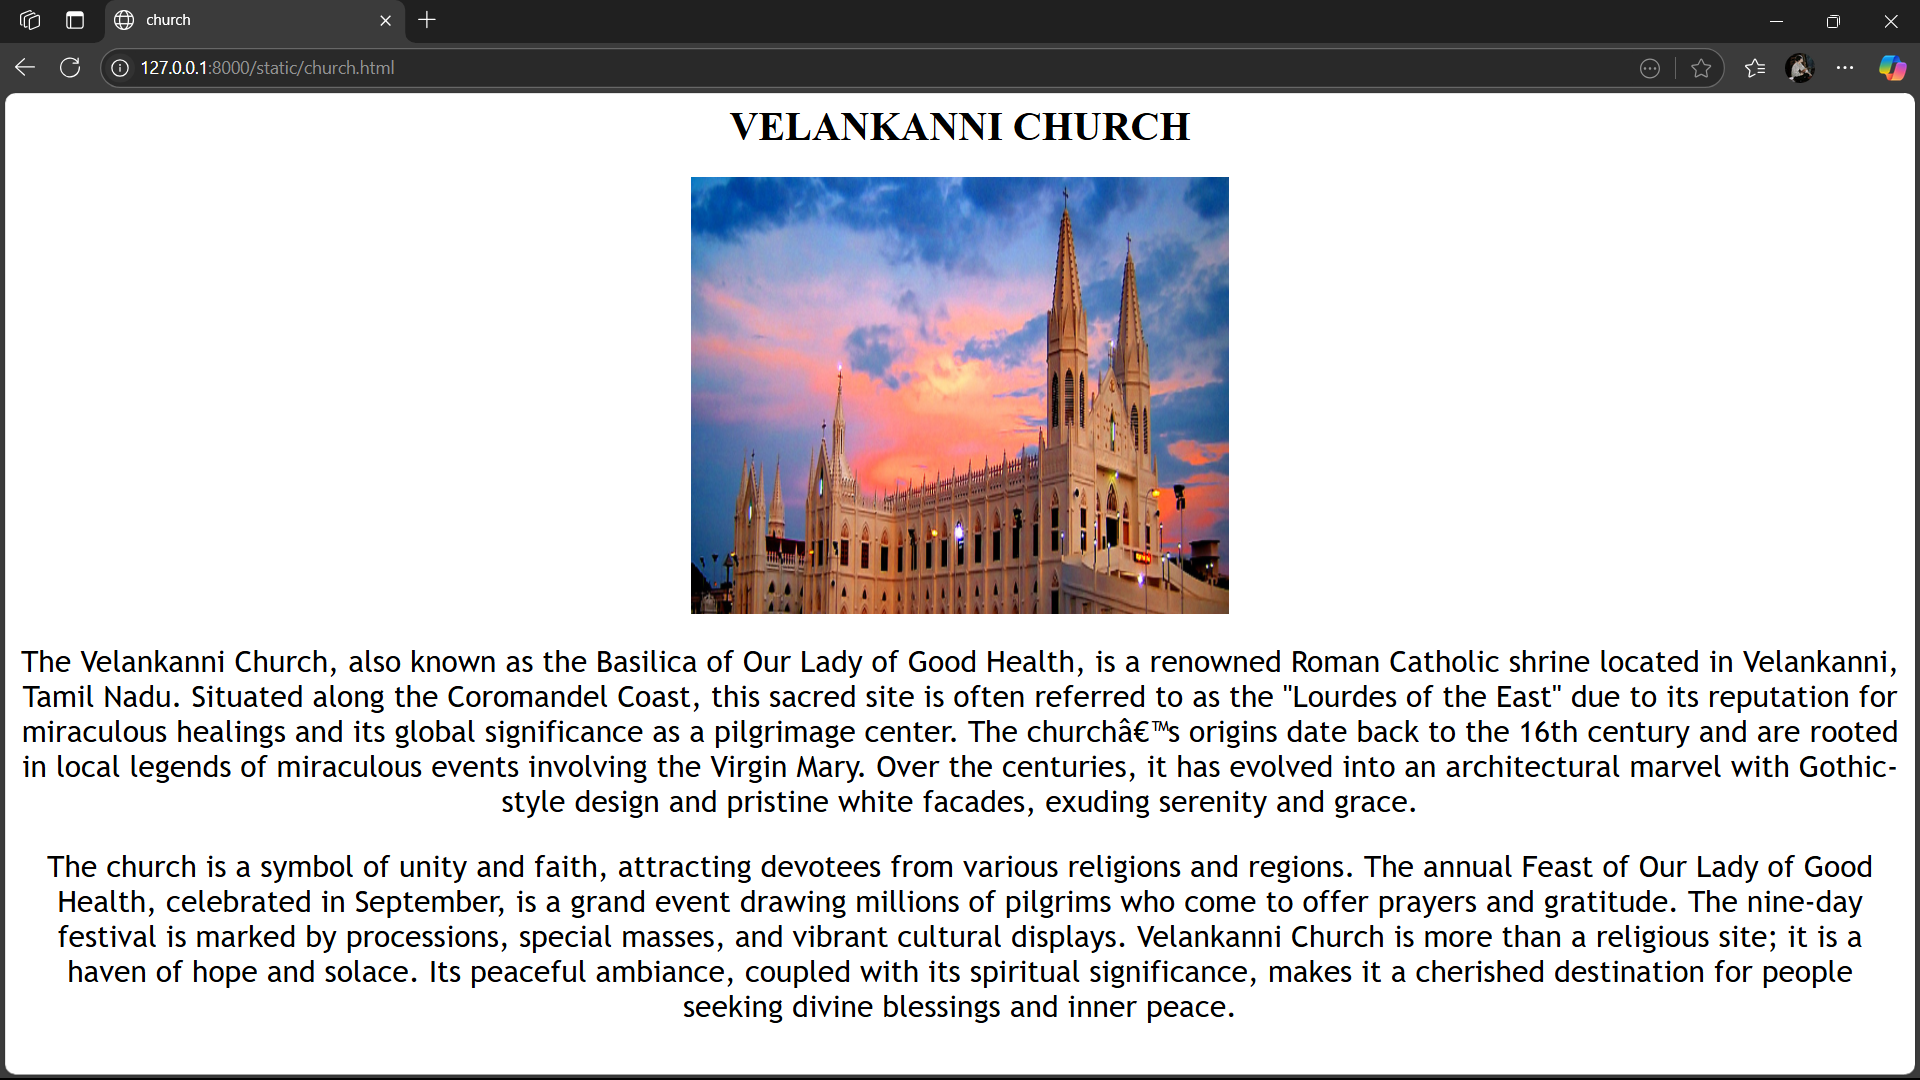 church
127.0.0.1:8000/static/church.html
VELANKANNI CHURCH
The Velankanni Church, also known as the Basilica of Our Lady of Good Health, is a renowned Roman Catholic shrine located in Velankanni,
Tamil Nadu. Situated along the Coromandel Coast, this sacred site is often referred to as the "Lourdes of the East" due to its reputation for
miraculous healings and its global significance as a pilgrimage center. The churchâ€™s origins date back to the 16th century and are rooted
in local legends of miraculous events involving the Virgin Mary. Over the centuries, it has evolved into an architectural marvel with Gothic-
style design and pristine white facades, exuding serenity and grace.
The church is a symbol of unity and faith, attracting devotees from various religions and regions. The annual Feast of Our Lady of Good
Health, celebrated in September, is a grand event drawing millions of pilgrims who come to offer prayers and gratitude. The nine-day
festival is marked by processions, special masses, and vibrant cultural displays. Velankanni Church is more than a religious site; it is a
haven of hope and solace. Its peaceful ambiance, coupled with its spiritual significance, makes it a cherished destination for people
seeking divine blessings and inner peace.